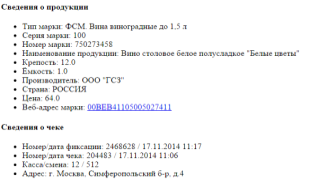 Сведения о продукции
Тип марки: ФСМ. Вина виноградные до 1.5 л
Серия марки: 100
Номер марки: 750273458
Наименование продукции: Вино столовое белое полусладкое "Белые цветы"
Крепость: 12.0
Ёмкость: 1.0
Производитель: ООО "ГСЗ"
Страна: РОССИЯ
Цена: 64.0
Веб-адрес марки: 00BEB41105005027411
Сведения о чеке
Номер/дата фиксации: 2468628 / 17.11.2014 11:17
Номер/дата чека: 204483 / 17.11.2014 11:06
Касса/смена: 12 / 512
Адрес: г. Москва, Симферопольский б-р, д.4